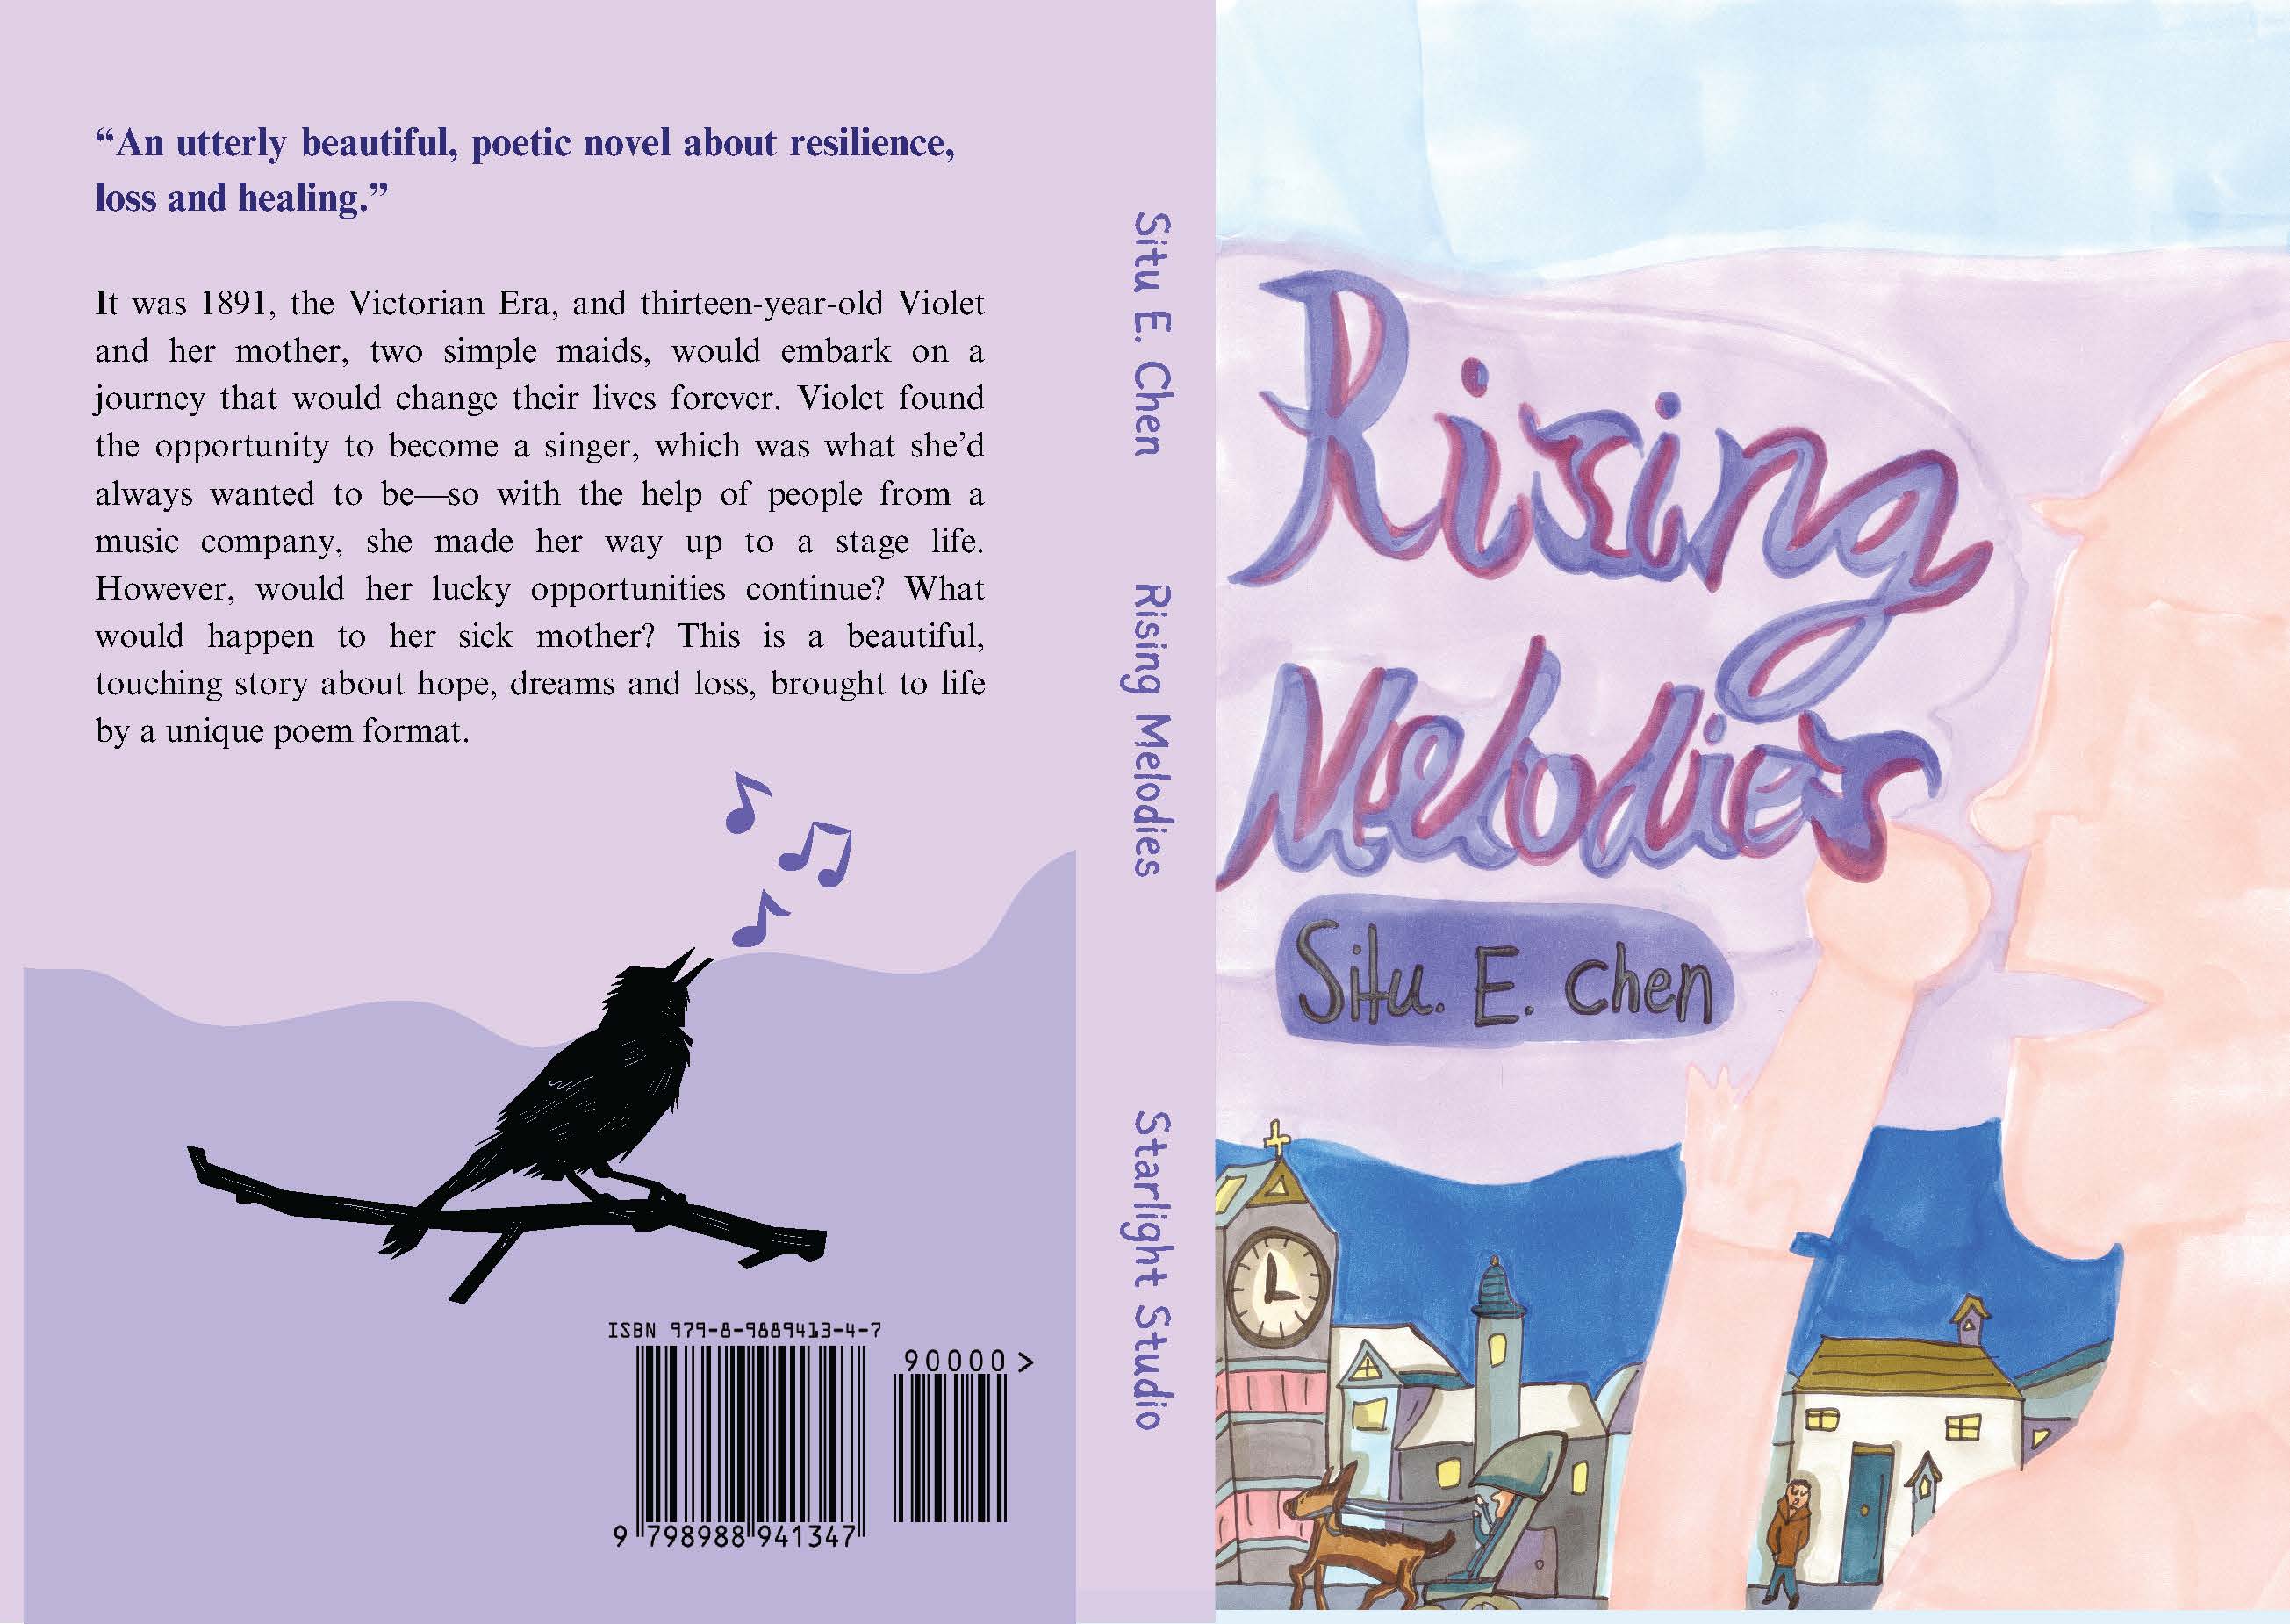 “An utterly beautiful, poetic novel about resilience,
loss and healing.”
It was 1891, the Victorian Era, and thirteen-year-old Violet
and her mother, two simple maids, would embark on a
journey that would change their lives forever. Violet found
the opportunity to become a singer, which was what she’d
always wanted to be—so with the help of people from a
music company, she made her way up to a stage life.
However, would her lucky opportunities continue? What
would happen to her sick mother? This is a beautiful,
touching story about hope, dreams and loss, brought to life
by a unique poem format.
ISBN 979-8-9889413-4-7
90000 >
9 798988 941347
Situ E. Chen
Rising Melodies
Starlight Studio
Rising
Melodies
Situ. E. Chen